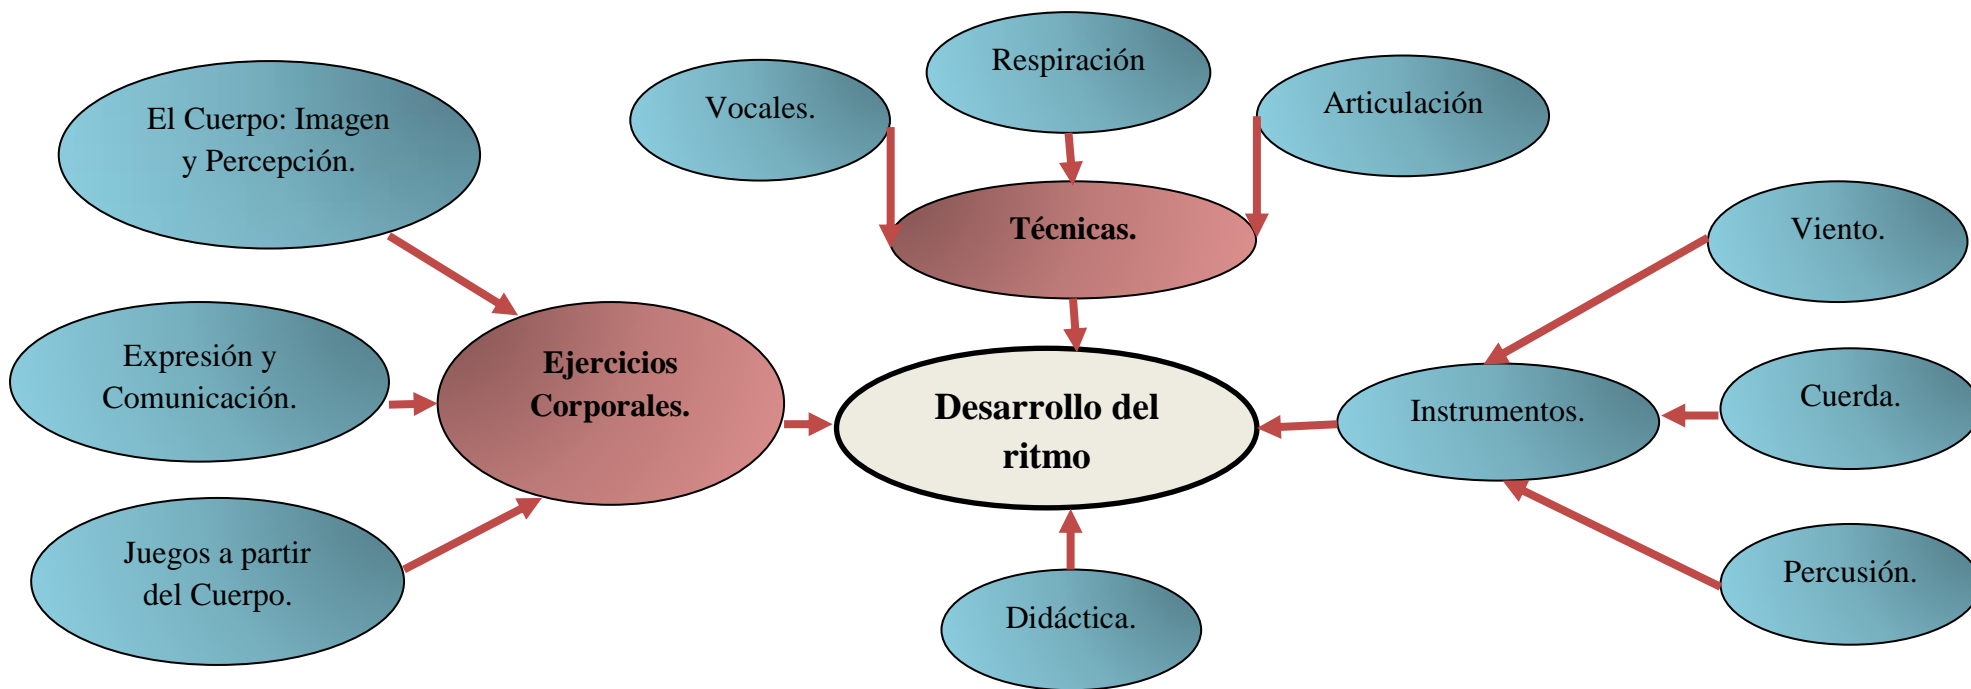 Respiración
Vocales.
Articulación
El Cuerpo: Imagen
y Percepción.
Técnicas.
Viento.
Expresión y
Comunicación.
Ejercicios
Corporales.
Desarrollo del
ritmo
Instrumentos.
Cuerda.
Juegos a partir
del Cuerpo.
Didáctica.
Percusión.